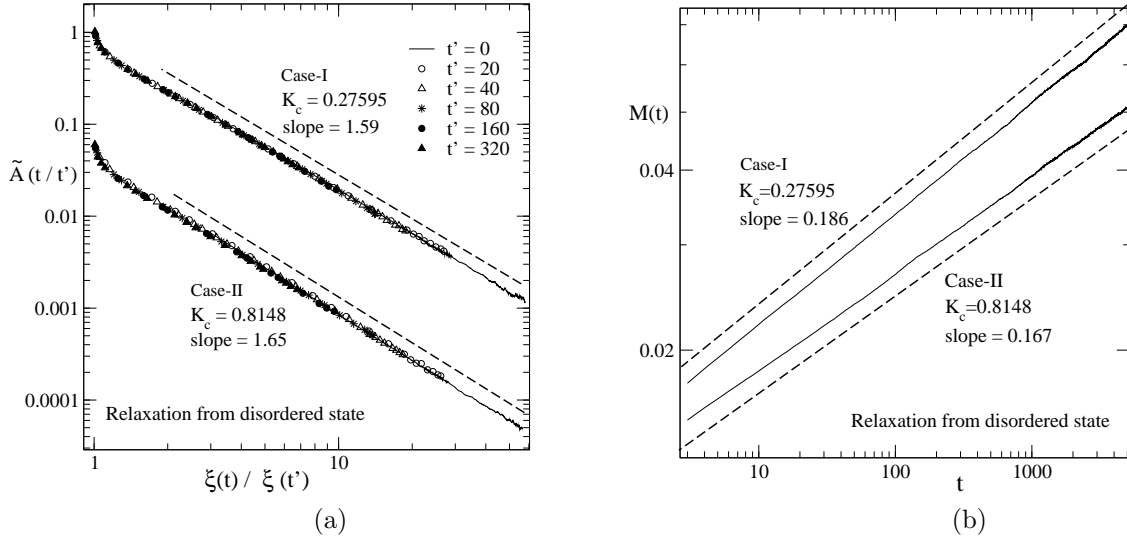 1
0.1
0.01
0.001
0.0001
Ã (t / t')
t' = 0
t' = 20
t' = 40
t' = 80
t' = 160
t' = 320
Case-I
K_c = 0.27595
slope = 1.59
Case-II
K_c = 0.8148
slope = 1.65
Relaxation from disordered state
1
10
ξ(t) / ξ (t')
(a)
M(t)
0.04
0.02
Case-I
K_c=0.27595
slope = 0.186
Case-II
K_c=0.8148
slope = 0.167
Relaxation from disordered state
10
100
1000
t
(b)